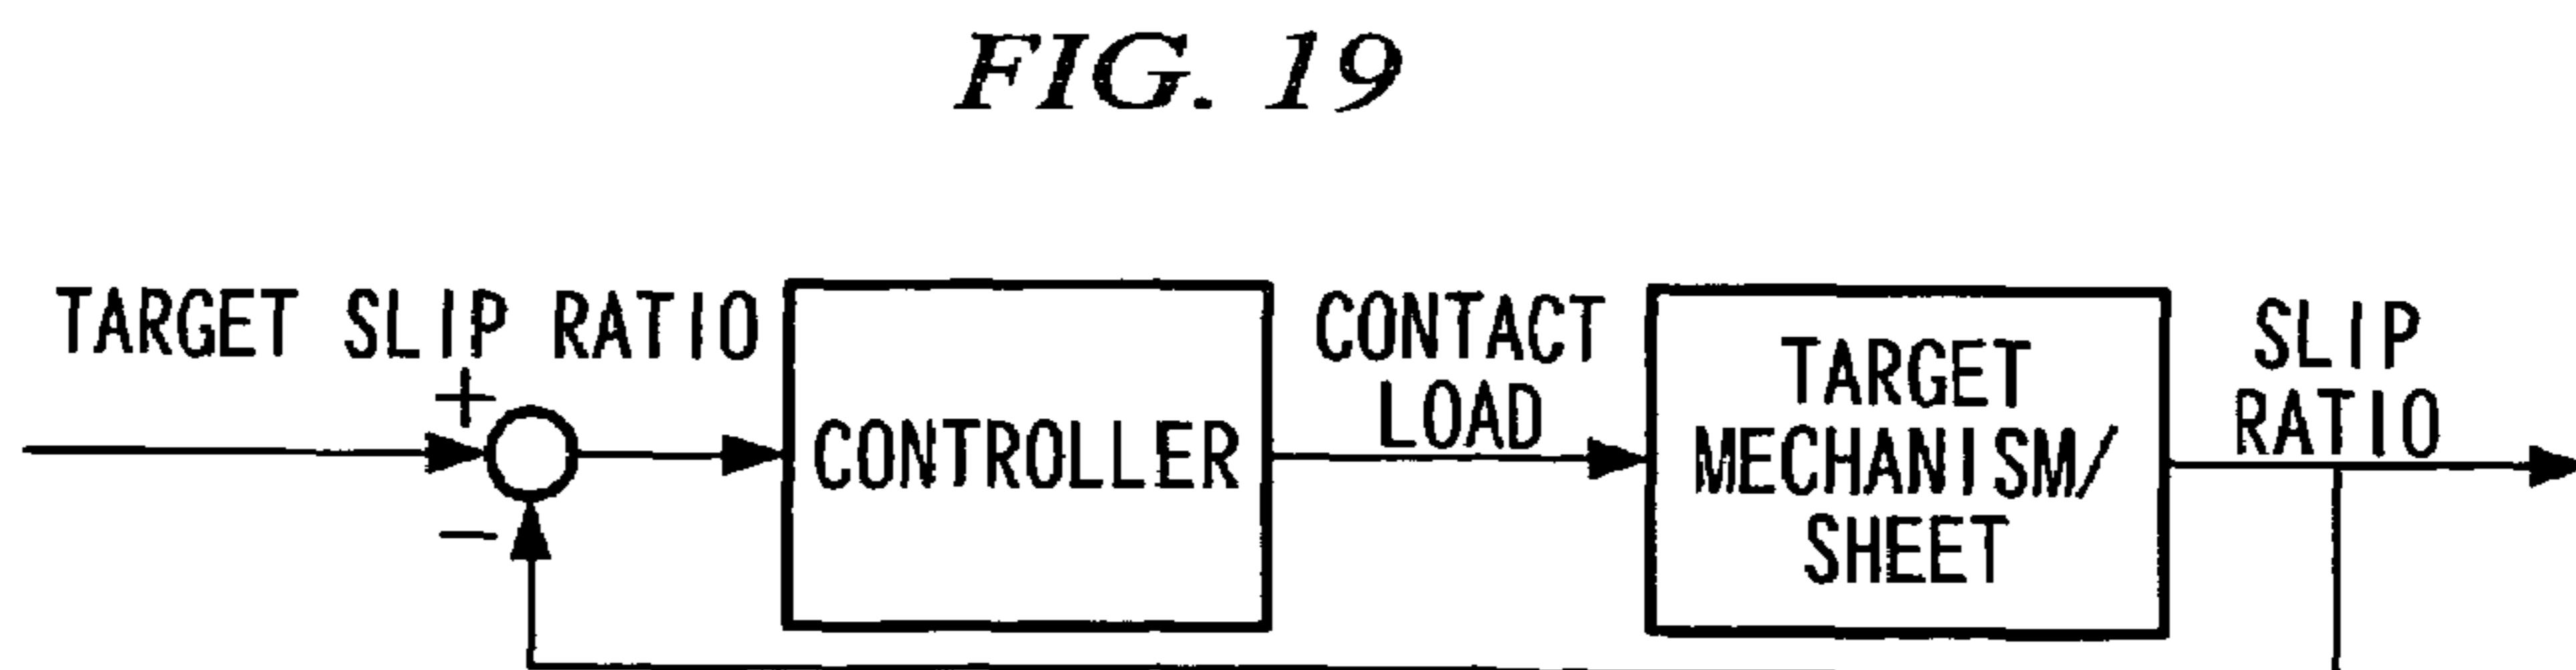 FIG. 19
TARGET SLIP RATIO
+
−
CONTROLLER
CONTACT
LOAD
TARGET
MECHANISM/
SHEET
SLIP
RATIO